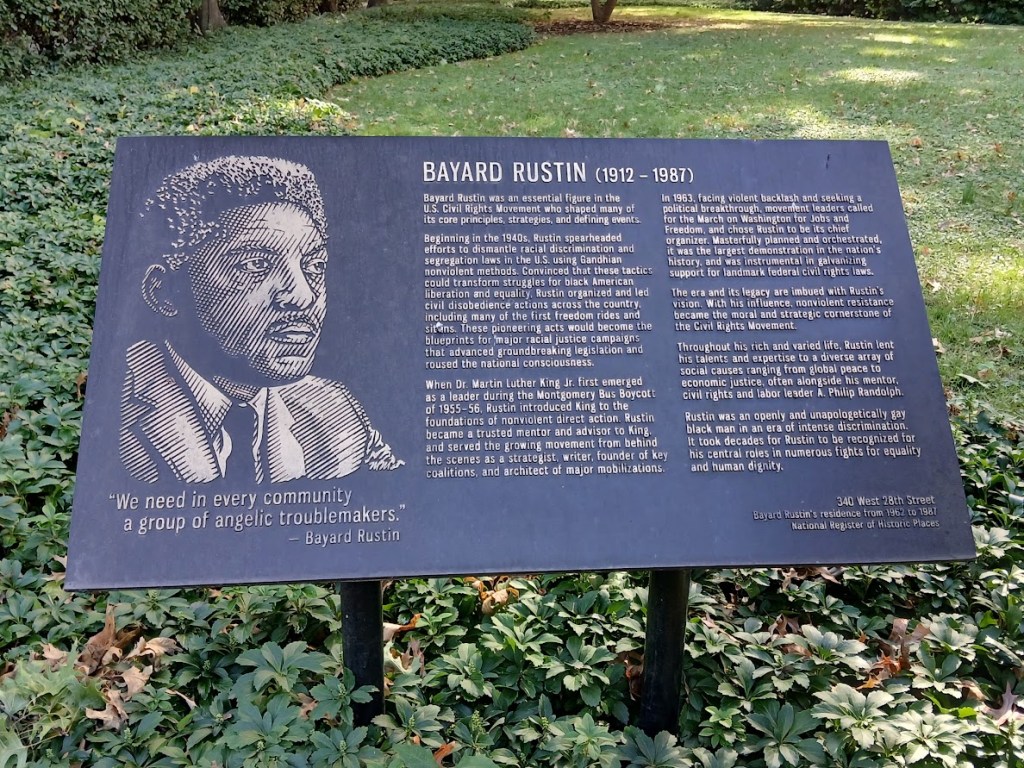 BAYARD RUSTIN (1912 – 1987)
Bayard Rustin was an essential figure in the
U.S. Civil Rights Movement who shaped many of
its core principles, strategies, and defining events.
Beginning in the 1940s, Rustin spearheaded
efforts to dismantle racial discrimination and
segregation laws in the U.S. using Gandhian
nonviolent methods. Convinced that these tactics
could transform struggles for black American
liberation and equality, Rustin organized and led
civil disobedience actions across the country,
including many of the first freedom rides and
sit-ins. These pioneering acts would become the
blueprints for major racial justice campaigns
that advanced groundbreaking legislation and
roused the national consciousness.
When Dr. Martin Luther King Jr. first emerged
as a leader during the Montgomery Bus Boycott
of 1955–56, Rustin introduced King to the
foundations of nonviolent direct action. Rustin
became a trusted mentor and advisor to King,
and served the growing movement from behind
the scenes as a strategist, writer, founder of key
coalitions, and architect of major mobilizations.
In 1963, facing violent backlash and seeking a
political breakthrough, movement leaders called
for the March on Washington for Jobs and
Freedom, and chose Rustin to be its chief
organizer. Masterfully planned and orchestrated,
it was the largest demonstration in the nation's
history, and was instrumental in galvanizing
support for landmark federal civil rights laws.
The era and its legacy are imbued with Rustin's
vision. With his influence, nonviolent resistance
became the moral and strategic cornerstone of
the Civil Rights Movement.
Throughout his rich and varied life, Rustin lent
his talents and expertise to a diverse array of
social causes ranging from global peace to
economic justice, often alongside his mentor,
civil rights and labor leader A. Philip Randolph.
Rustin was an openly and unapologetically gay
black man in an era of intense discrimination.
It took decades for Rustin to be recognized for
his central roles in numerous fights for equality
and human dignity.
"We need in every community
a group of angelic troublemakers."
– Bayard Rustin
340 West 28th Street
Bayard Rustin's residence from 1962 to 1987
National Register of Historic Places